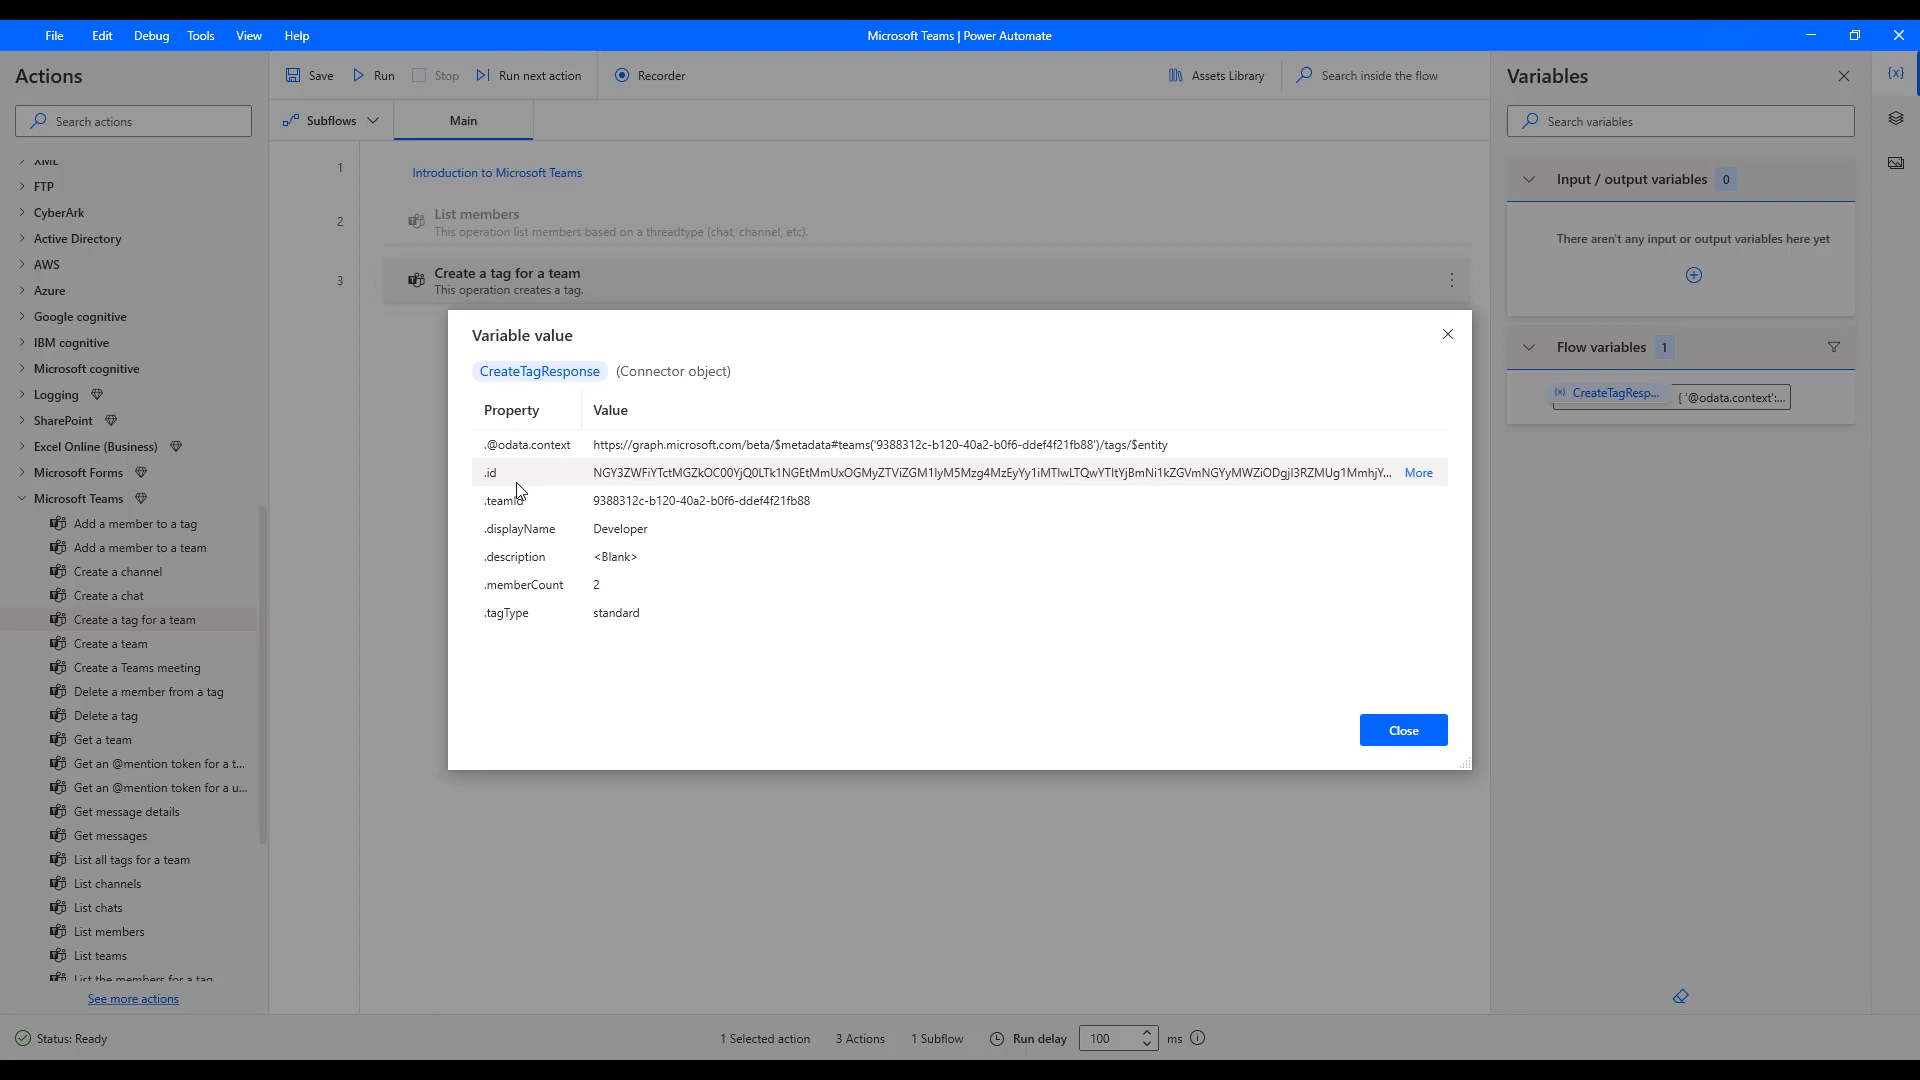 File Edit Debug Tools View Help
Microsoft Teams | Power Automate
Actions
Search actions
XML
FTP
CyberArk
Active Directory
AWS
Azure
Google cognitive
IBM cognitive
Microsoft cognitive
Logging
SharePoint
Excel Online (Business)
Microsoft Forms
Microsoft Teams
Add a member to a tag
Add a member to a team
Create a channel
Create a chat
Create a tag for a team
Create a team
Create a Teams meeting
Delete a member from a tag
Delete a tag
Get a team
Get an @mention token for a t...
Get an @mention token for a u...
Get message details
Get messages
List all tags for a team
List channels
List chats
List members
List teams
List the members for a tag
See more actions
Save Run Stop Run next action Recorder
Assets Library Search inside the flow
Subflows Main
1 Introduction to Microsoft Teams
2 List members
This operation list members based on a threadtype (chat, channel, etc).
3 Create a tag for a team
This operation creates a tag.
Variable value
CreateTagResponse (Connector object)
Property Value
.@odata.context https://graph.microsoft.com/beta/$metadata#teams('9388312c-b120-40a2-b0f6-ddef4f21fb88')/tags/$entity
.id More
.teamId 9388312c-b120-40a2-b0f6-ddef4f21fb88
.displayName Developer
.description <Blank>
.memberCount 2
.tagType standard
Close
Variables
{x}
Search variables
Input / output variables 0
There aren't any input or output variables here yet
Flow variables 1
(x) CreateTagResp... { '@odata.context':...
Status: Ready 1 Selected action 3 Actions 1 Subflow Run delay 100 ms